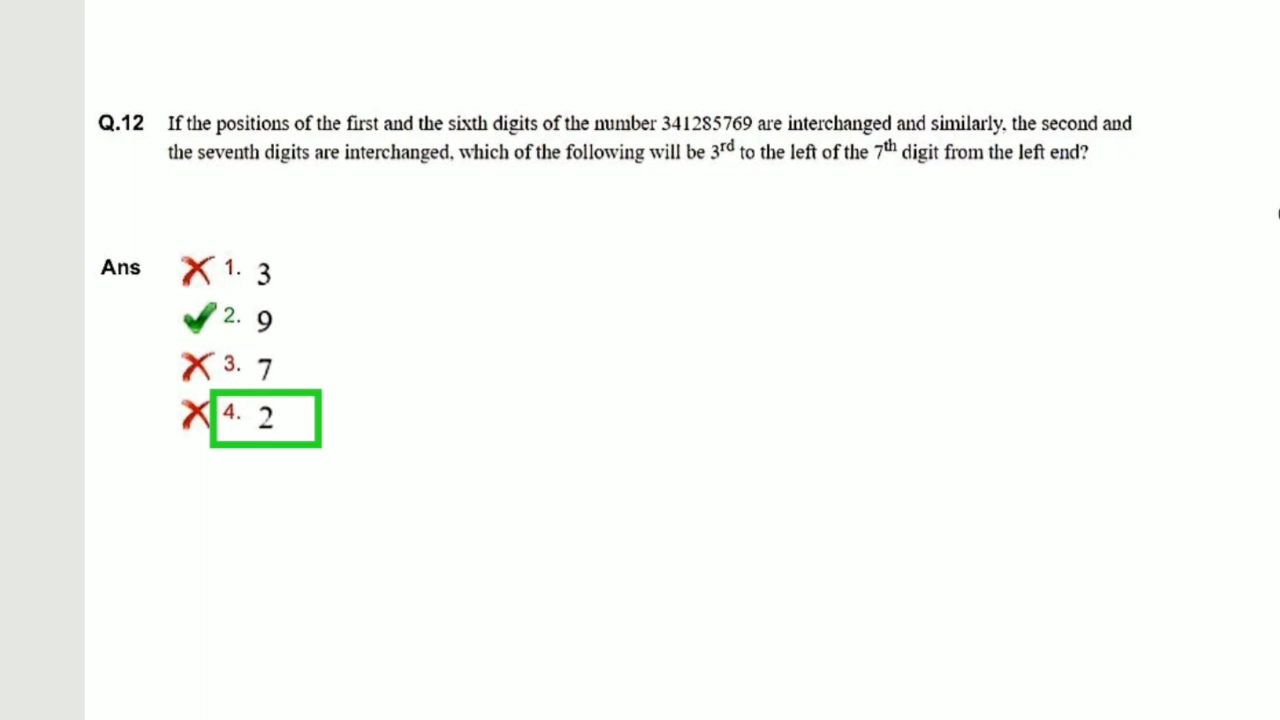 Q.12 If the positions of the first and the sixth digits of the number 341285769 are interchanged and similarly, the second and
the seventh digits are interchanged, which of the following will be 3rd to the left of the 7th digit from the left end?
Ans 1. 3
2. 9
3. 7
4. 2